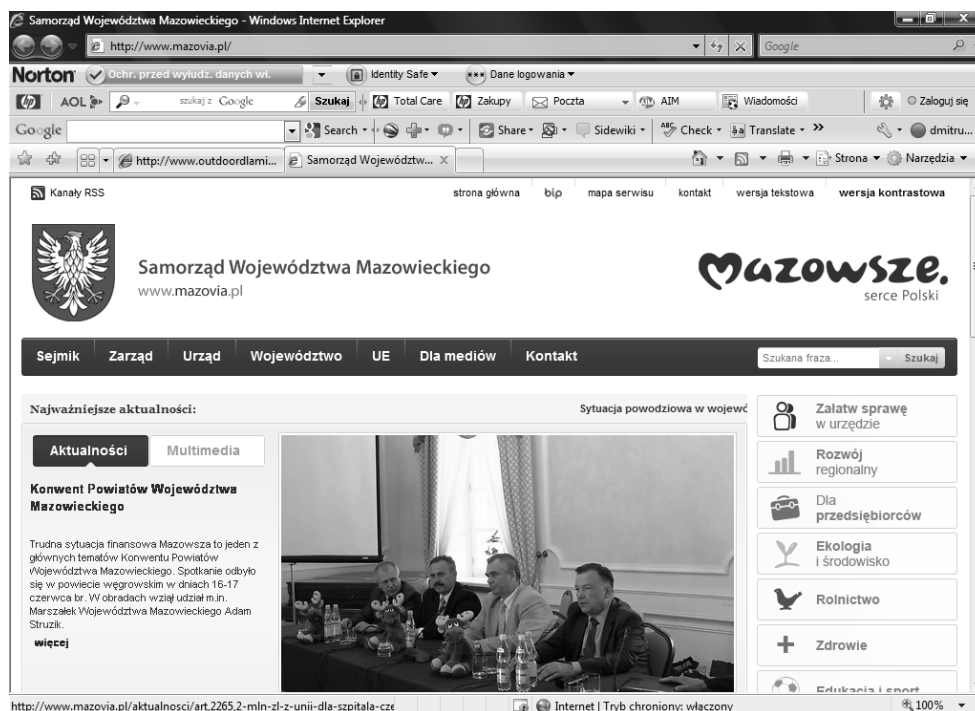 Samorząd Województwa Mazowieckiego - Windows Internet Explorer
http://www.mazovia.pl/
Google
Norton Ochr. przed wyłudz. danych wł. Identity Safe Dane logowania
hp AOL szukaj z Google Szukaj Total Care Zakupy Poczta AIM Wiadomości Zaloguj się
Google Search Share Sidewiki Check Translate » dmitru...
http://www.outdoordlami... Samorząd Województw... X Strona Narzędzia
Kanały RSS strona główna bip mapa serwisu kontakt wersja tekstowa wersja kontrastowa
Samorząd Województwa Mazowieckiego
www.mazovia.pl
mazowsze.
serce Polski
Sejmik Zarząd Urząd Województwo UE Dla mediów Kontakt Szukana fraza... Szukaj
Najważniejsze aktualności: Sytuacja powodziowa w wojewó
Aktualności Multimedia
Konwent Powiatów Województwa
Mazowieckiego
Trudna sytuacja finansowa Mazowsza to jeden z
głównych tematów Konwentu Powiatów
Województwa Mazowieckiego. Spotkanie odbyło
się w powiecie węgrowskim w dniach 16-17
czerwca br. W obradach wziął udział m.in.
Marszałek Województwa Mazowieckiego Adam
Struzik.
więcej
Załatw sprawę
w urzędzie
Rozwój
regionalny
Dla
przedsiębiorców
Ekologia
i środowisko
Rolnictwo
Zdrowie
Edukacja i sport
http://www.mazovia.pl/aktualnosci/art,2265,2-mln-zl-z-unii-dla-szpitala-cze Internet | Tryb chroniony: włączony 100%